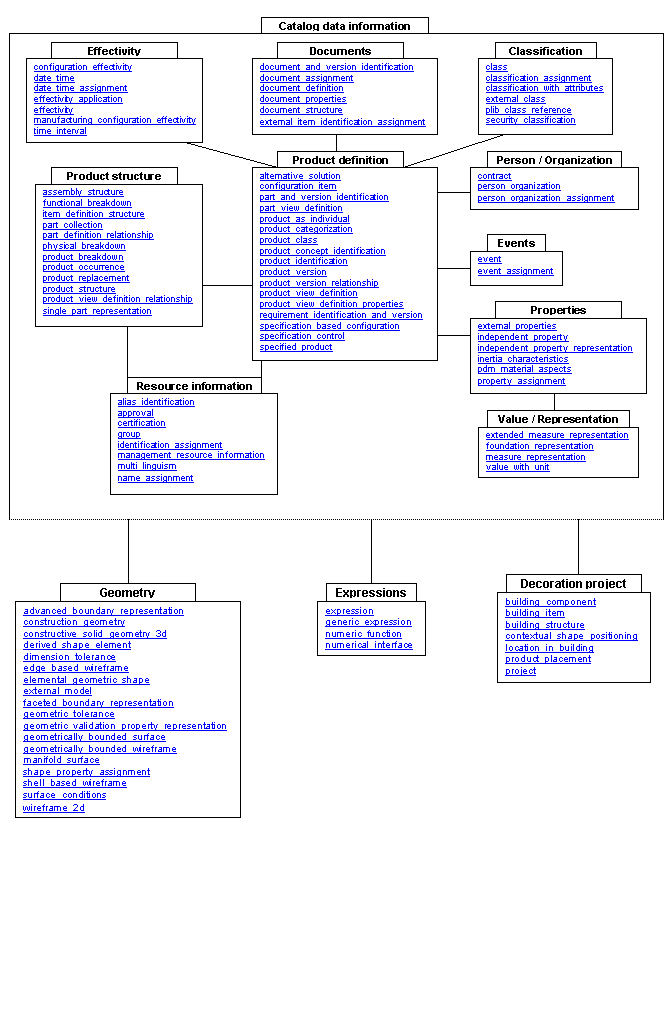 Catalog data information
Effectivity
configuration_effectivity
date_time
date_time_assignment
effectivity_application
effectivity
manufacturing_configuration_effectivity
time_interval
Documents
document_and_version_identification
document_assignment
document_definition
document_properties
document_structure
external_item_identification_assignment
Classification
class
classification_assignment
classification_with_attributes
external_class
plib_class_reference
security_classification
Product structure
assembly_structure
functional_breakdown
item_definition_structure
part_collection
part_definition_relationship
physical_breakdown
product_breakdown
product_occurrence
product_replacement
product_structure
product_view_definition_relationship
single_part_representation
Product definition
alternative_solution
configuration_item
part_and_version_identification
part_view_definition
product_as_individual
product_categorization
product_class
product_concept_identification
product_identification
product_version
product_version_relationship
product_view_definition
product_view_definition_properties
requirement_identification_and_version
specification_based_configuration
specification_control
specified_product
Person / Organization
contract
person_organization
person_organization_assignment
Events
event
event_assignment
Properties
external_properties
independent_property
independent_property_representation
inertia_characteristics
pdm_material_aspects
property_assignment
Resource information
alias_identification
approval
certification
group
identification_assignment
management_resource_information
multi_linguism
name_assignment
Value / Representation
extended_measure_representation
foundation_representation
measure_representation
value_with_unit
Geometry
advanced_boundary_representation
construction_geometry
constructive_solid_geometry_3d
derived_shape_element
dimension_tolerance
edge_based_wireframe
elemental_geometric_shape
external_model
faceted_boundary_representation
geometric_tolerance
geometric_validation_property_representation
geometrically_bounded_surface
geometrically_bounded_wireframe
manifold_surface
shape_property_assignment
shell_based_wireframe
surface_conditions
wireframe_2d
Expressions
expression
generic_expression
numeric_function
numerical_interface
Decoration project
building_component
building_item
building_structure
contextual_shape_positioning
location_in_building
product_placement
project